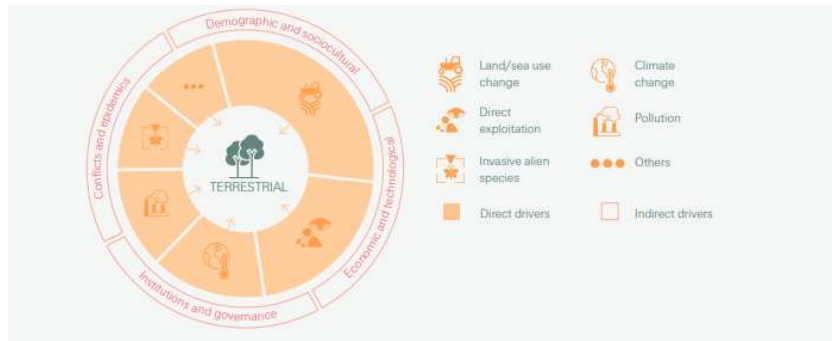 Demographic and sociocultural
Conflicts and epidemics
Economic and technological
Institutions and governance
TERRESTRIAL
Land/sea use
change
Climate
change
Direct
exploitation
Pollution
Invasive alien
species
Others
Direct drivers
Indirect drivers